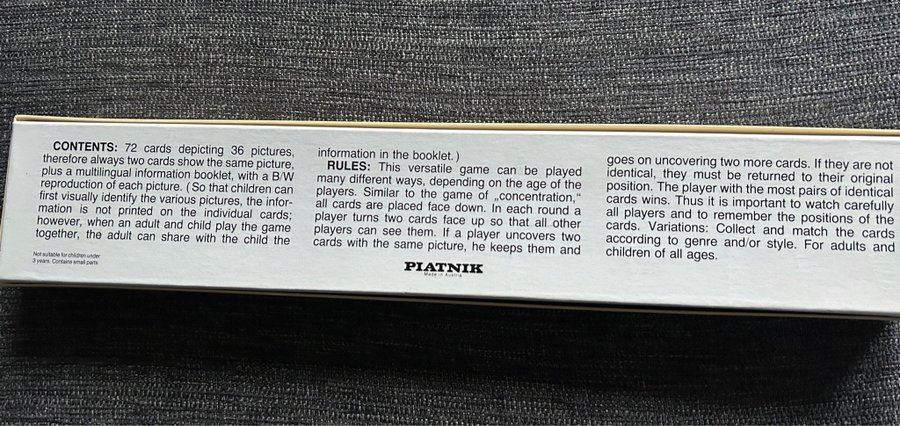 CONTENTS: 72 cards depicting 36 pictures,
therefore always two cards show the same picture,
plus a multilingual information booklet, with a B/W
reproduction of each picture. ( So that children can
first visually identify the various pictures, the infor-
mation is not printed on the individual cards;
however, when an adult and child play the game
together, the adult can share with the child the
information in the booklet. )
RULES: This versatile game can be played
many different ways, depending on the age of the
players. Similar to the game of „concentration,“
all cards are placed face down. In each round a
player turns two cards face up so that all other
players can see them. If a player uncovers two
cards with the same picture, he keeps them and
goes on uncovering two more cards. If they are not
identical, they must be returned to their original
position. The player with the most pairs of identical
cards wins. Thus it is important to watch carefully
all players and to remember the positions of the
cards. Variations: Collect and match the cards
according to genre and/or style. For adults and
children of all ages.
Not suitable for children under
3 years. Contains small parts
PIATNIK
Made in Austria